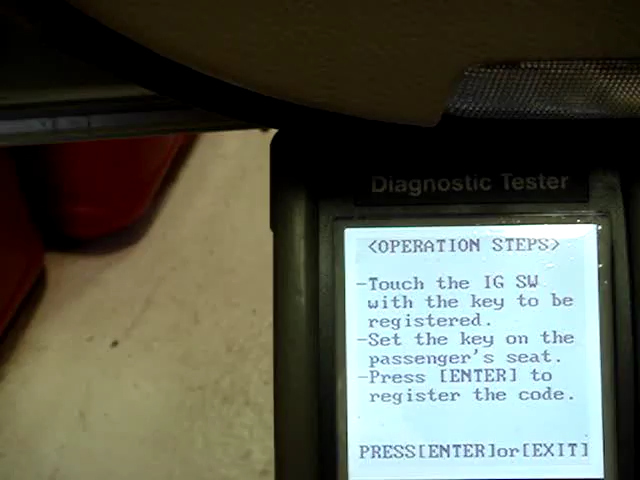 Diagnostic Tester
<OPERATION STEPS>
-Touch the IG SW
with the key to be
registered.
-Set the key on the
passenger's seat.
-Press [ENTER] to
register the code.
PRESS[ENTER]or[EXIT]